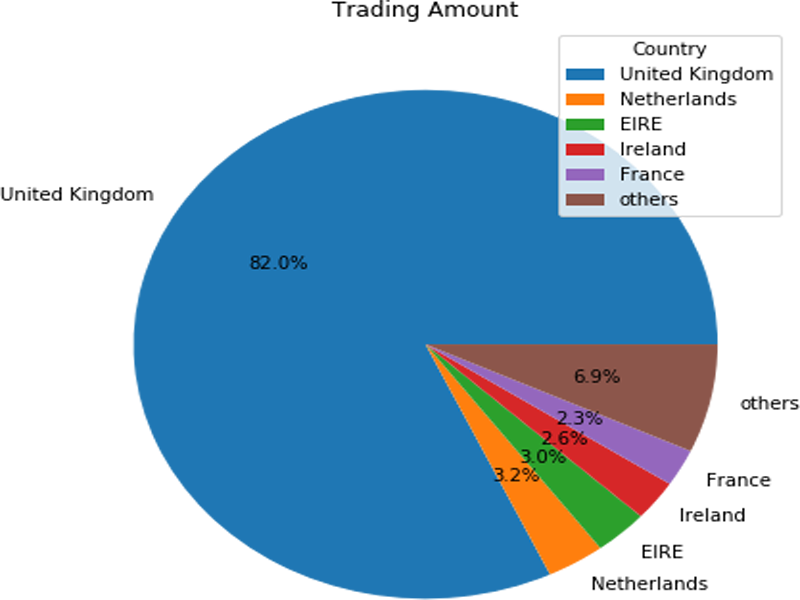 Trading Amount
Country
United Kingdom
Netherlands
EIRE
Ireland
France
others
United Kingdom
82.0%
6.9%
others
2.3%
2.6%
3.0%
3.2%
France
Ireland
EIRE
Netherlands